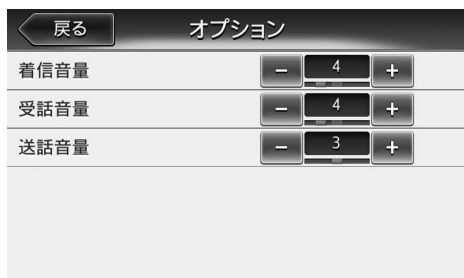 戻る オプション
着信音量 － 4 ＋
受話音量 － 4 ＋
送話音量 － 3 ＋